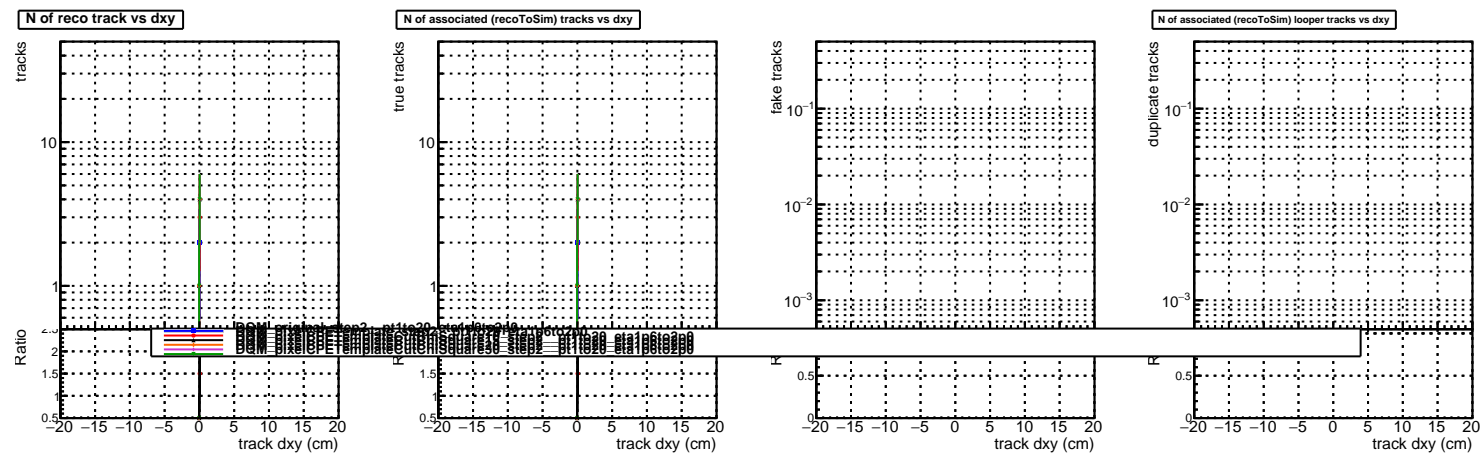 N of reco track vs dxy
N of associated (recoToSim) tracks vs dxy
N of associated (recoToSim) looper tracks vs dxy
tracks
10
1
Ratio
2.5
2
1.5
1
0.5
−20 −15 −10 −5 0 5 10 15 20
track dxy (cm)
true tracks
10
1
1.5
1
0.5
−20 −15 −10 −5 0 5 10 15 20
track dxy (cm)
fake tracks
10−1
10−2
10−3
0.5
0
−20 −15 −10 −5 0 5 10 15 20
track dxy (cm)
duplicate tracks
10−1
10−2
10−3
0.5
0
−20 −15 −10 −5 0 5 10 15 20
track dxy (cm)
DQM_pixelCPETemplateCutChiSquare30_step2__pt1to20_eta1p6to2p0